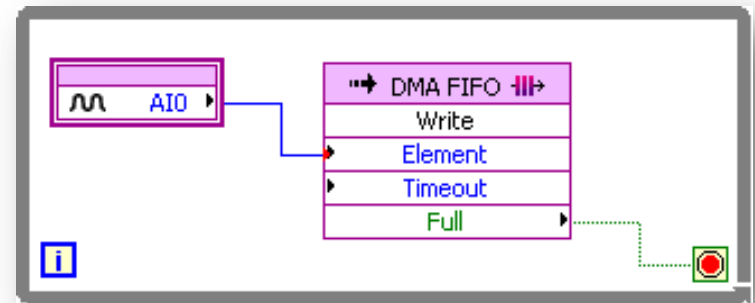 AI0
DMA FIFO
Write
Element
Timeout
Full
i